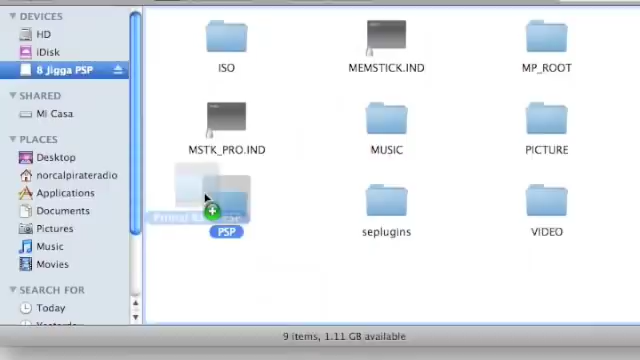 DEVICES
HD
iDisk
8 Jigga PSP
SHARED
Mi Casa
PLACES
Desktop
norcalpirateradio
Applications
Documents
Pictures
Music
Movies
SEARCH FOR
Today
Yesterday
ISO
MEMSTICK.IND
MP_ROOT
MSTK_PRO.IND
MUSIC
PICTURE
PSP
seplugins
VIDEO
9 items, 1.11 GB available